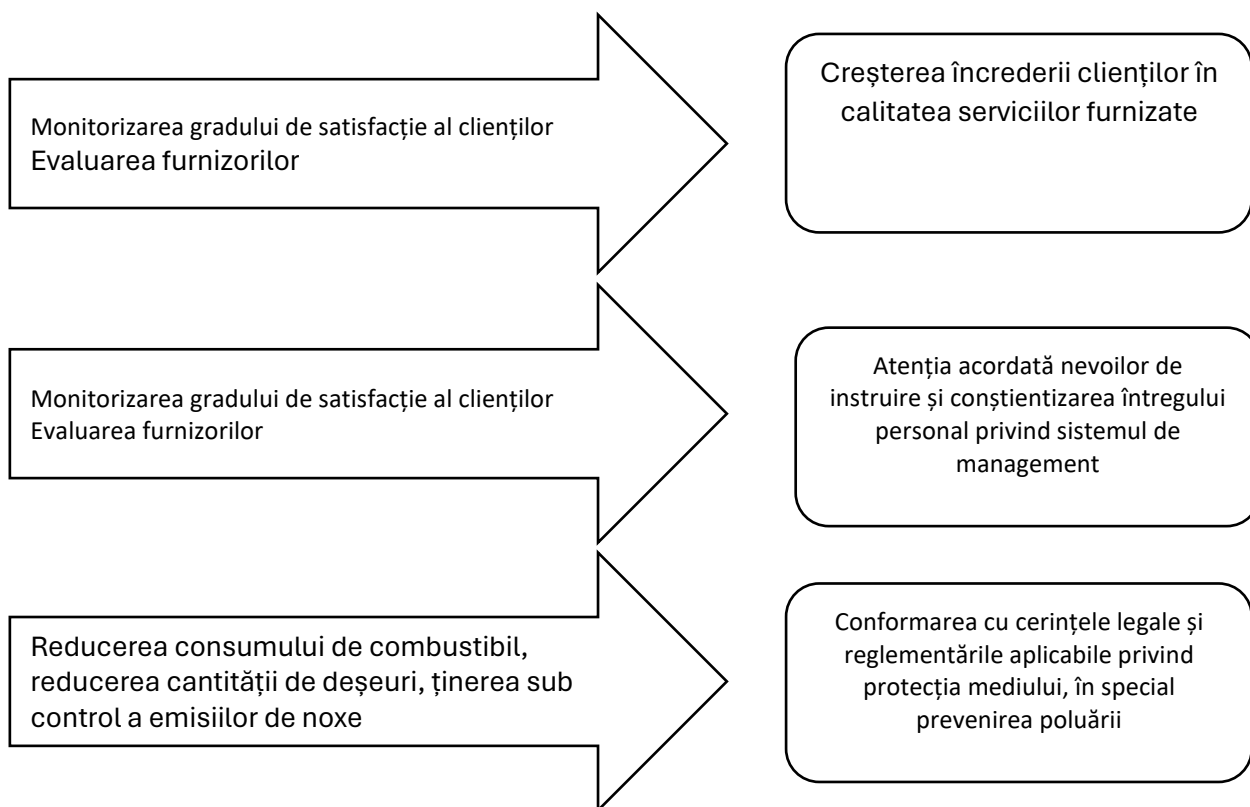 Monitorizarea gradului de satisfacție al clienților
Evaluarea furnizorilor
Creșterea încrederii clienților în
calitatea serviciilor furnizate
Monitorizarea gradului de satisfacție al clienților
Evaluarea furnizorilor
Atenția acordată nevoilor de
instruire și conștientizarea întregului
personal privind sistemul de
management
Reducerea consumului de combustibil,
reducerea cantității de deșeuri, ținerea sub
control a emisiilor de noxe
Conformarea cu cerințele legale și
reglementările aplicabile privind
protecția mediului, în special
prevenirea poluării